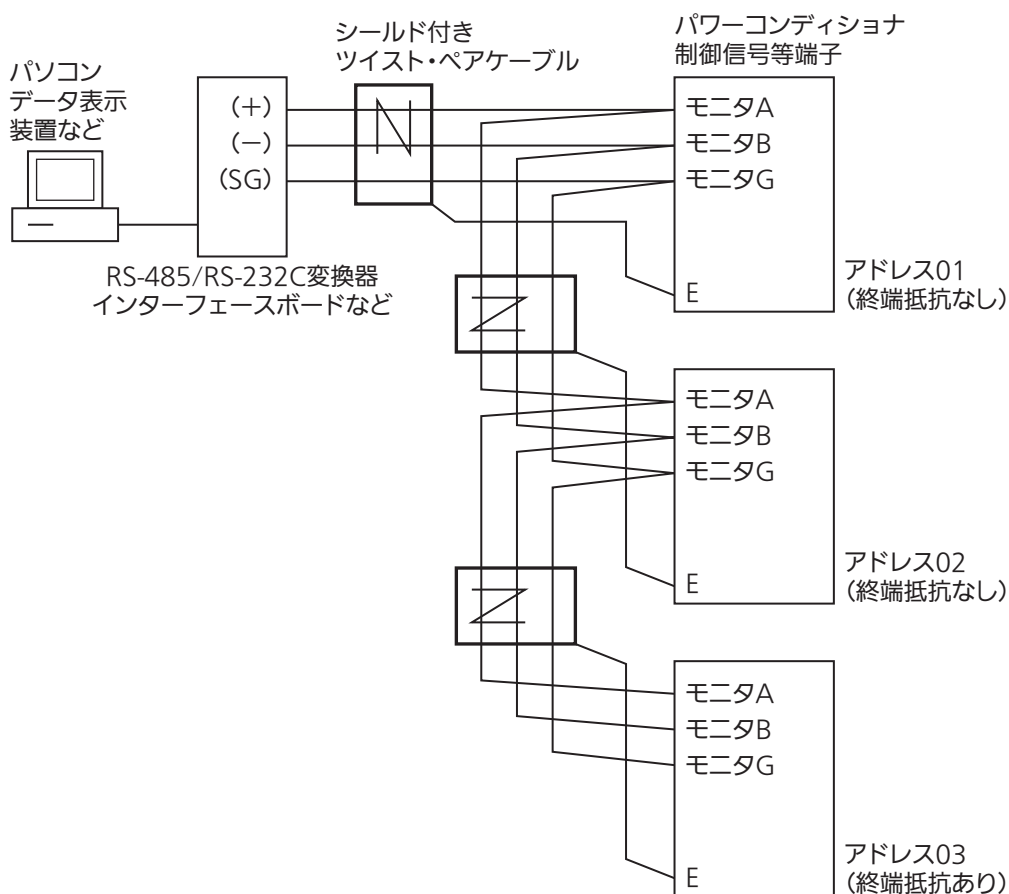 シールド付き
ツイスト・ペアケーブル
パワーコンディショナ
制御信号等端子
パソコン
データ表示
装置など
(+)
(−)
(SG)
RS-485/RS-232C変換器
インターフェースボードなど
モニタA
モニタB
モニタG
E
アドレス01
(終端抵抗なし)
モニタA
モニタB
モニタG
E
アドレス02
(終端抵抗なし)
モニタA
モニタB
モニタG
E
アドレス03
(終端抵抗あり)